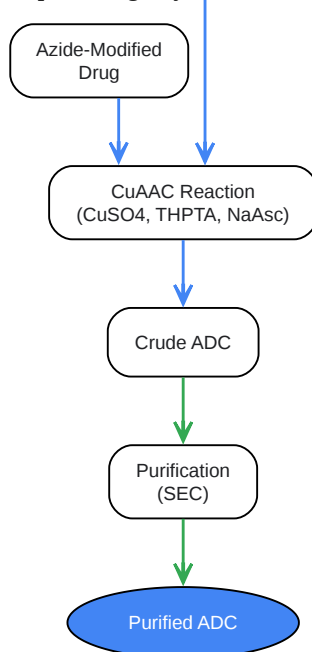 Azide-Modified
Drug
CuAAC Reaction
(CuSO4, THPTA, NaAsc)
Crude ADC
Purification
(SEC)
Purified ADC